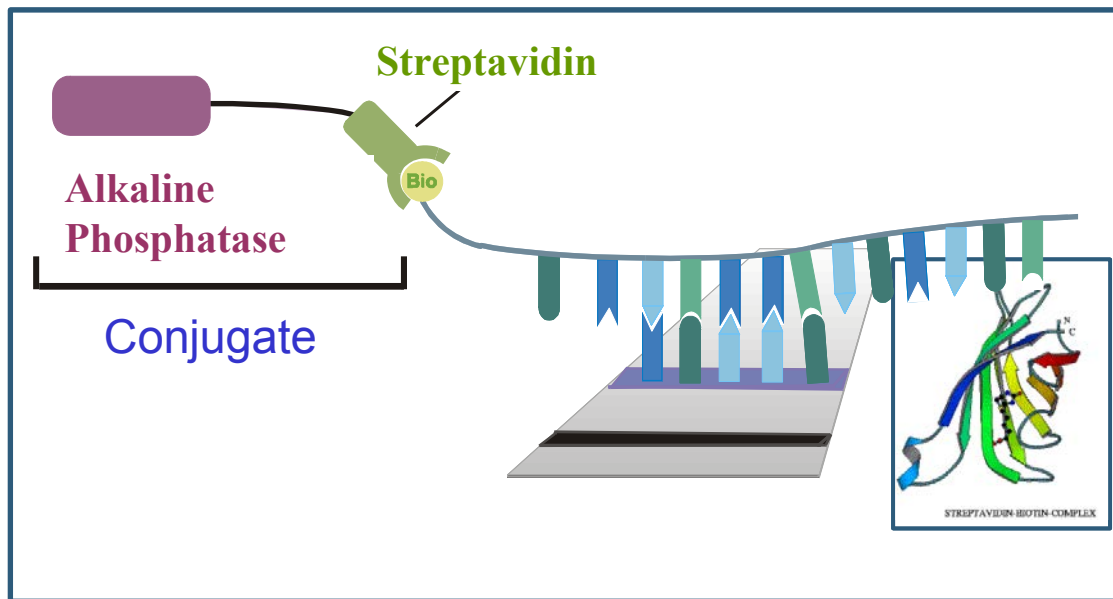 Streptavidin
Bio
Alkaline
Phosphatase
Conjugate
N
C
STREPTAVIDIN-BIOTIN-COMPLEX